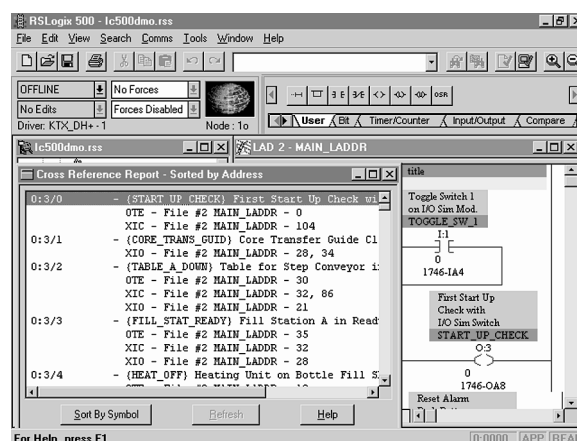 RSLogix 500 - lc500dmo.rss
File Edit View Search Comms Tools Window Help
OFFLINE No Forces
No Edits Forces Disabled
Driver: KTX_DH+ - 1 Node : 1o
OSR
User Bit Timer/Counter Input/Output Compare
lc500dmo.rss
LAD 2 - MAIN_LADDR
Cross Reference Report - Sorted by Address
O:3/0 - {START_UP_CHECK} First Start Up Check wi
OTE - File #2 MAIN_LADDR - 0
XIC - File #2 MAIN_LADDR - 104
O:3/1 - {CORE_TRANS_GUID} Core Transfer Guide Cl
XIO - File #2 MAIN_LADDR - 28, 34
O:3/2 - {TABLE_A_DOWN} Table for Step Conveyor i
OTE - File #2 MAIN_LADDR - 30
XIC - File #2 MAIN_LADDR - 32, 86
XIO - File #2 MAIN_LADDR - 21
O:3/3 - {FILL_STAT_READY} Fill Station A in Read
OTE - File #2 MAIN_LADDR - 35
XIC - File #2 MAIN_LADDR - 32
XIO - File #2 MAIN_LADDR - 28
O:3/4 - {HEAT_OFF} Heating Unit on Bottle Fill S
Sort By Symbol Refresh Help
title
Toggle Switch 1
on I/O Sim Mod.
TOGGLE_SW_1
I:1
0
1746-IA4
First Start Up
Check with
I/O Sim Switch
START_UP_CHECK
O:3
0
1746-OA8
Reset Alarm
For Help, press F1
0:0000 APP READ